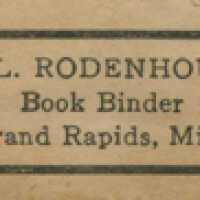 L. RODENHOU
Book Binder
rand Rapids, Mi